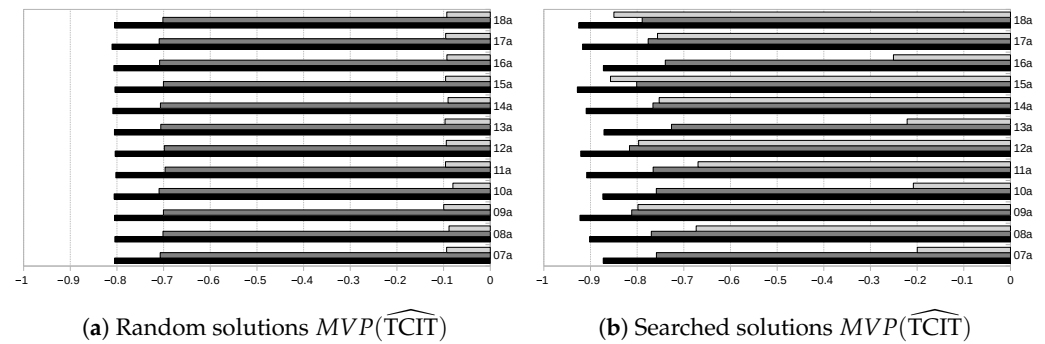 18a
17a
16a
15a
14a
13a
12a
11a
10a
09a
08a
07a
−1 −0.9 −0.8 −0.7 −0.6 −0.5 −0.4 −0.3 −0.2 −0.1 0
(a) Random solutions MVP(\widehat{TCIT})
18a
17a
16a
15a
14a
13a
12a
11a
10a
09a
08a
07a
−1 −0.9 −0.8 −0.7 −0.6 −0.5 −0.4 −0.3 −0.2 −0.1 0
(b) Searched solutions MVP(\widehat{TCIT})